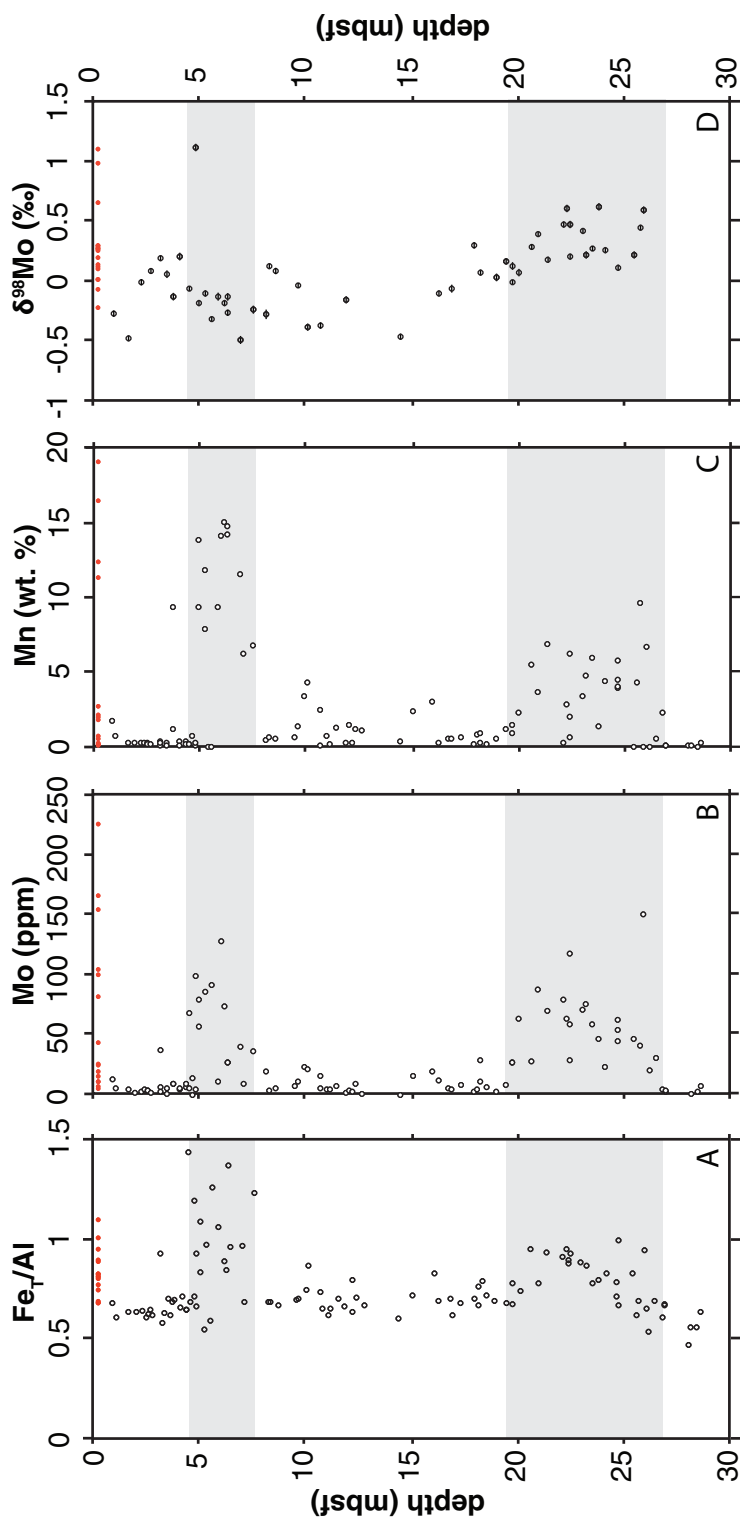 Fe_T/Al
Mo (ppm)
Mn (wt. %)
δ⁹⁸Mo (‰)
0 0.5 1 1.5
0 50 100 150 200 250
0 5 10 15 20
-1 -0.5 0 0.5 1 1.5
depth (mbsf)
0
5
10
15
20
25
30
A
B
C
D
0
5
10
15
20
25
30
depth (mbsf)